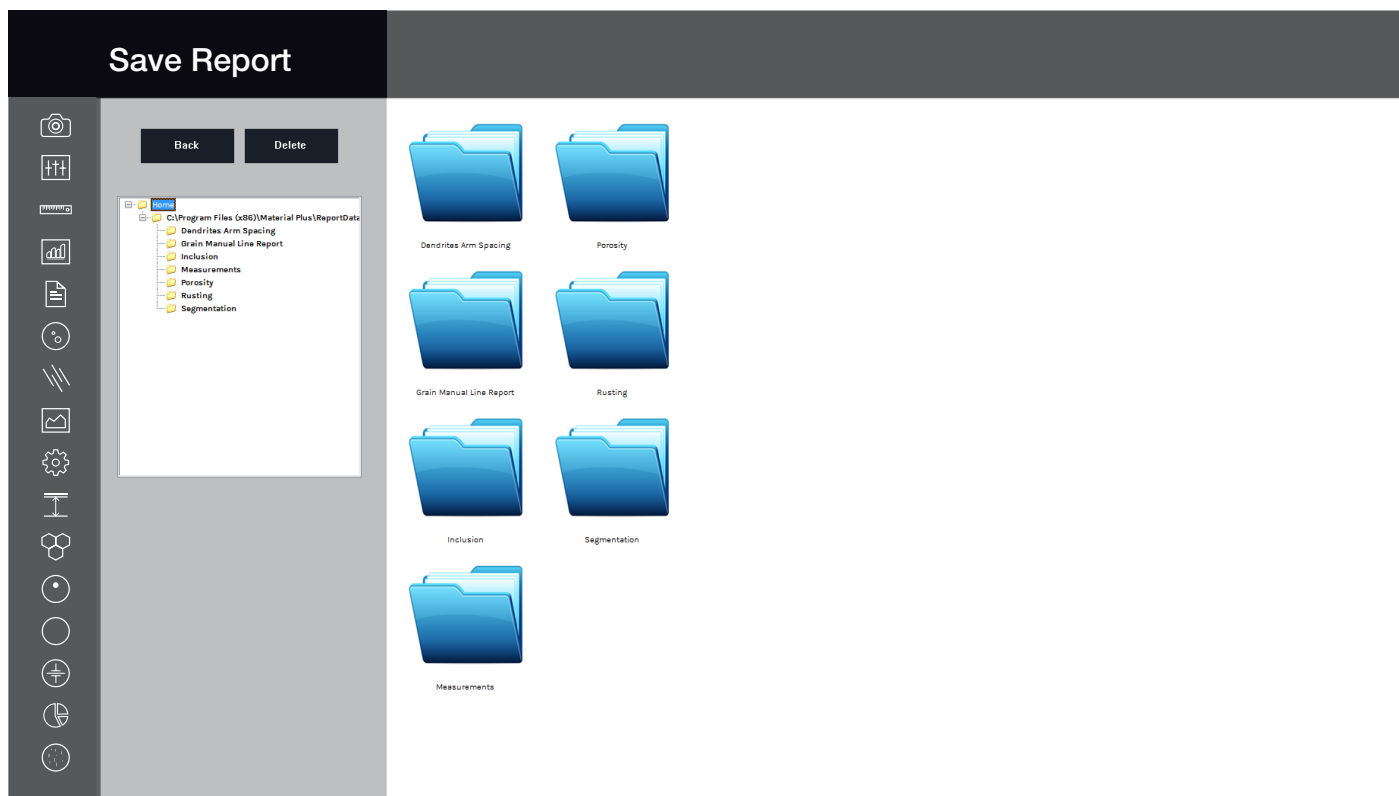 Save Report
Back
Delete
Home
C:\Program Files (x86)\Material Plus\ReportData
Dendrites Arm Spacing
Grain Manual Line Report
Inclusion
Measurements
Porosity
Rusting
Segmentation
Dendrites Arm Spacing
Porosity
Grain Manual Line Report
Rusting
Inclusion
Segmentation
Measurements